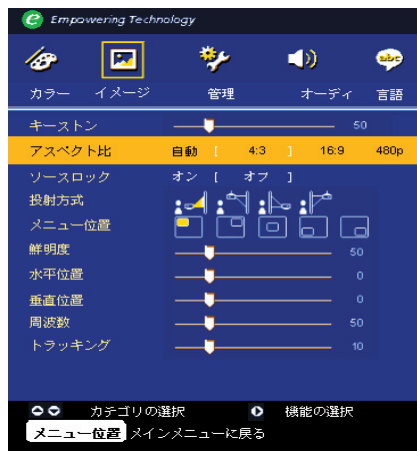 e Empowering Technology
abc
カラー イメージ 管理 オーディ 言語
キーストン 50
アスペクト比 自動 [ 4:3 ] 16:9 480p
ソースロック オン [ オフ ]
投射方式
メニュー位置
鮮明度 50
水平位置 0
垂直位置 0
周波数 50
トラッキング 10
カテゴリの選択 機能の選択
メニュー位置 メインメニューに戻る